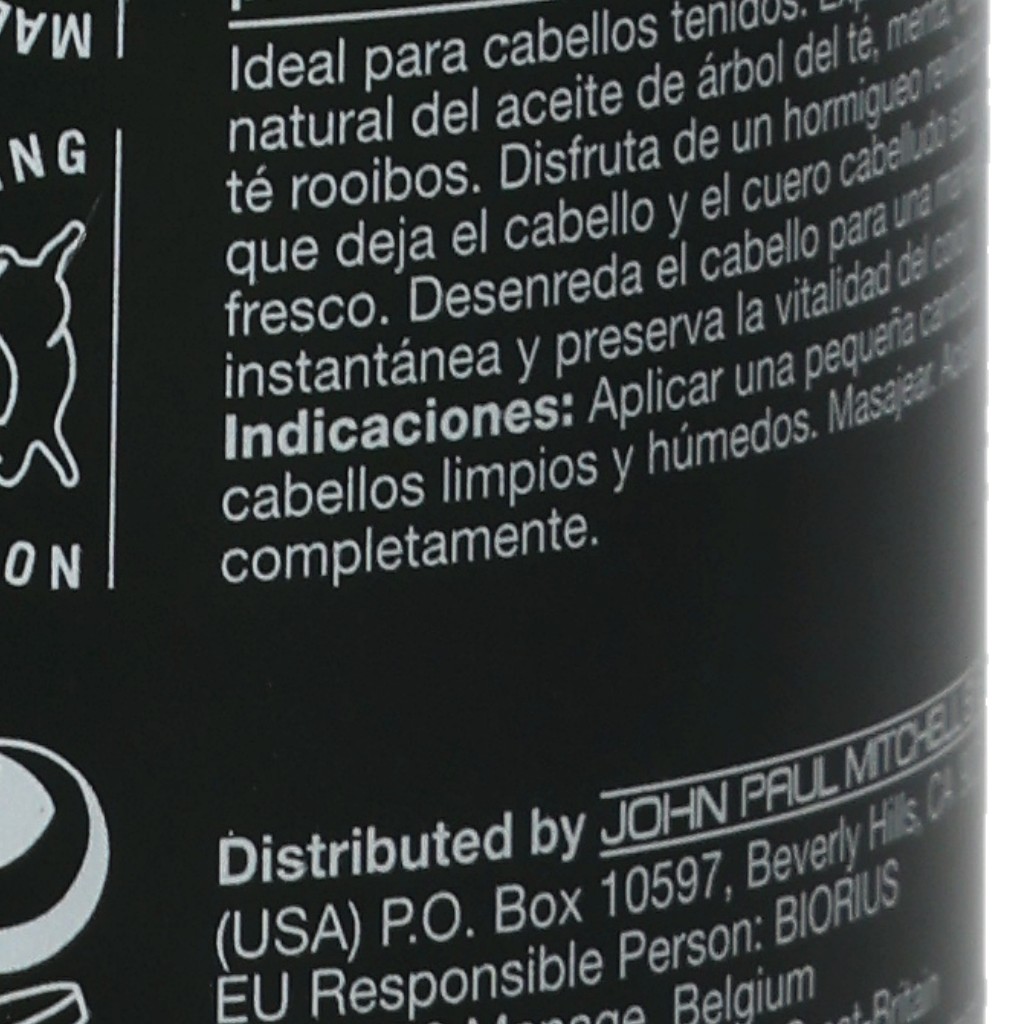 NG
ON
Ideal para cabellos teñidos.
natural del aceite de árbol del té, menta,
té rooibos. Disfruta de un hormigueo
que deja el cabello y el cuero cabelludo
fresco. Desenreda el cabello para una
instantánea y preserva la vitalidad del color
Indicaciones: Aplicar una pequeña
cabellos limpios y húmedos. Masajear.
completamente.
Distributed by JOHN PAUL MITCHELL
(USA) P.O. Box 10597, Beverly Hills, CA
EU Responsible Person: BIORIUS
Belgium